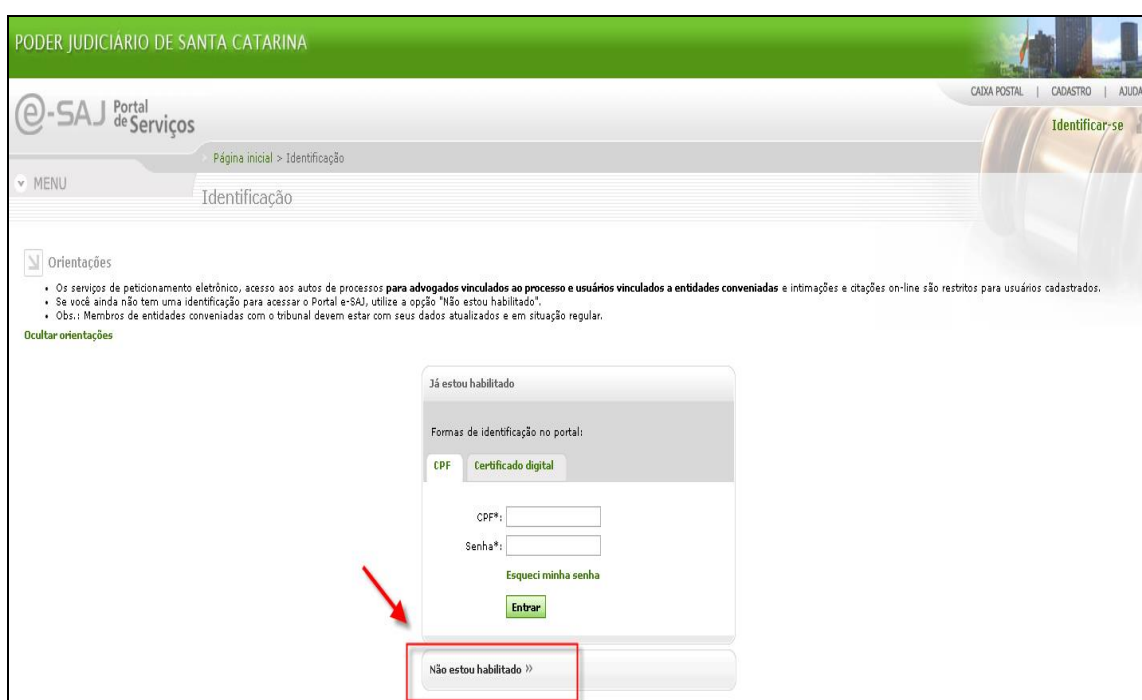 PODER JUDICIÁRIO DE SANTA CATARINA
CAIXA POSTAL | CADASTRO | AJUDA
e-SAJ Portal de Serviços
Identificar-se
Página inicial > Identificação
MENU
Identificação
Orientações
• Os serviços de peticionamento eletrônico, acesso aos autos de processos para advogados vinculados ao processo e usuários vinculados a entidades conveniadas e intimações e citações on-line são restritos para usuários cadastrados.
• Se você ainda não tem uma identificação para acessar o Portal e-SAJ, utilize a opção "Não estou habilitado".
• Obs.: Membros de entidades conveniadas com o tribunal devem estar com seus dados atualizados e em situação regular.
Ocultar orientações
Já estou habilitado
Formas de identificação no portal:
CPF Certificado digital
CPF*:
Senha*:
Esqueci minha senha
Entrar
Não estou habilitado »